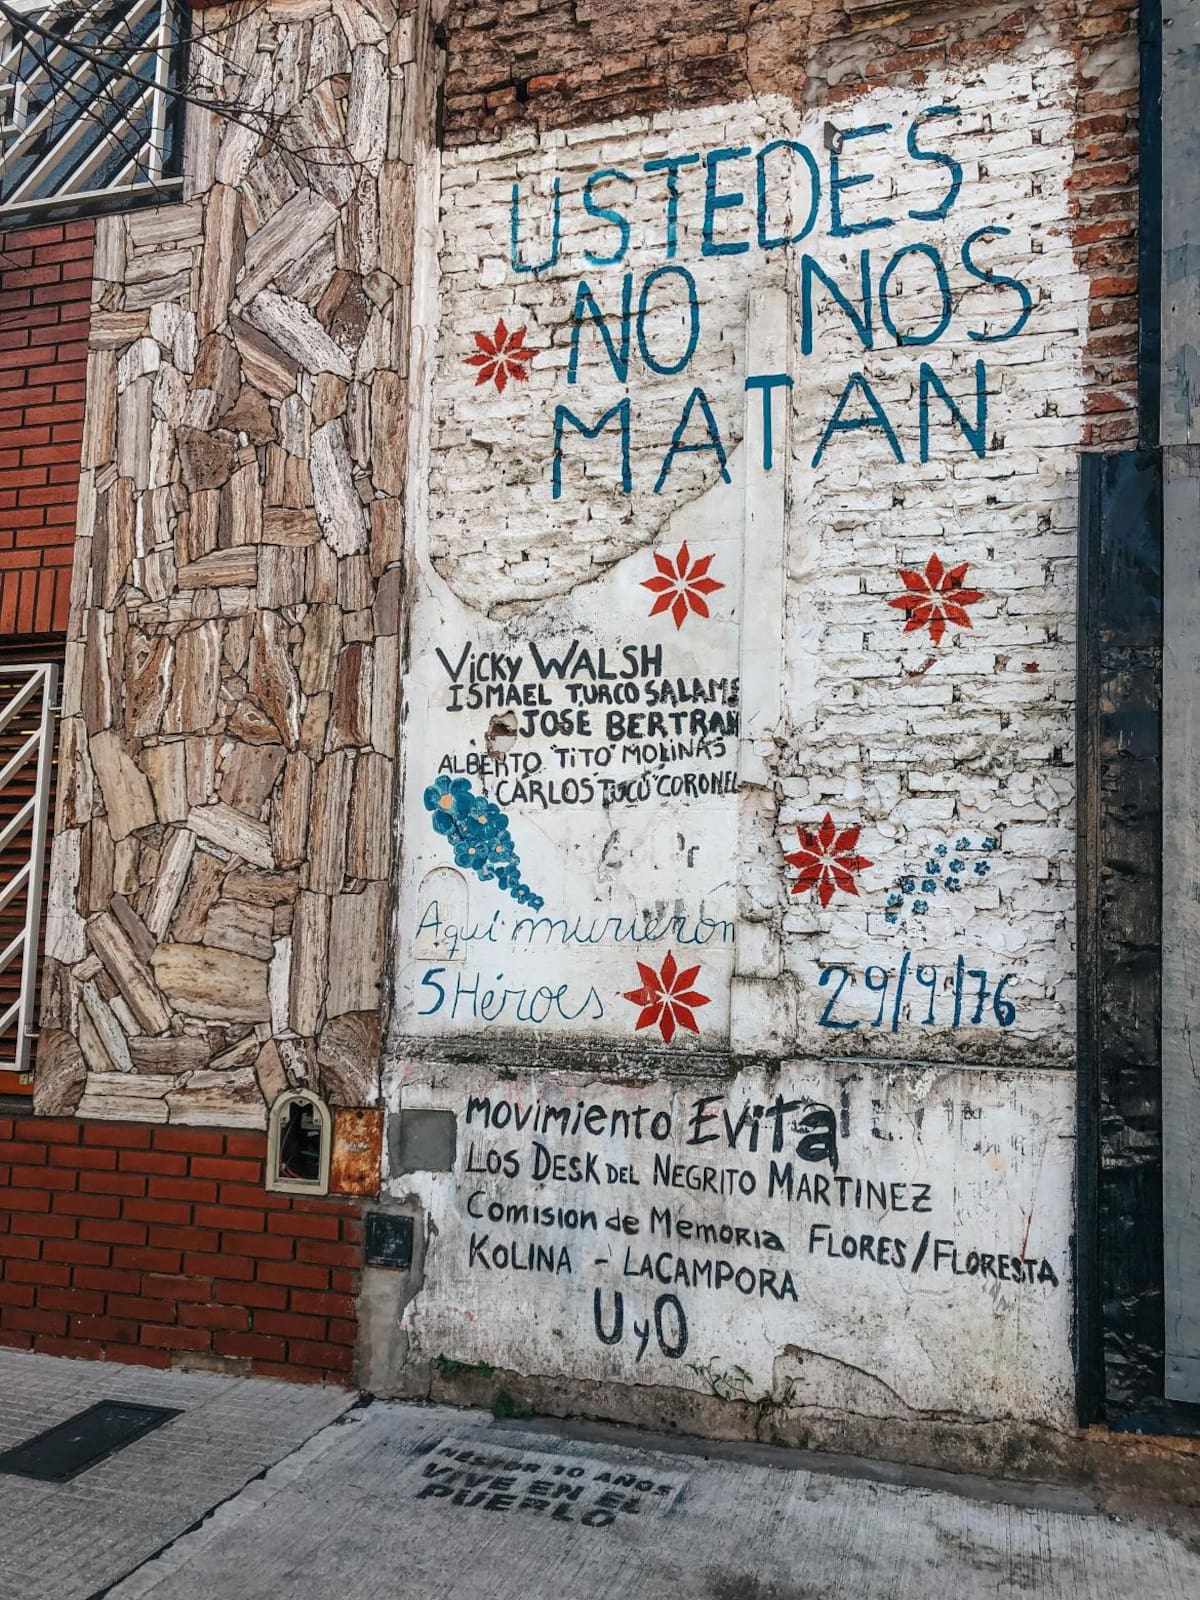 USTEDES
NO NOS
MATAN
Vicky WALSH
ISMAEL TURCO SALAME
JOSE BERTRAN
ALBERTO "TITO" MOLINAS
CARLOS "TUCU" CORONEL
Aquí murieron
5 Héroes
29/9/76
movimiento Evita
LOS DESK DEL NEGRITO MARTINEZ
Comision de Memoria FLORES/FLORESTA
KOLINA - LACAMPORA
UyO
NESTOR 10 AÑOS
VIVE EN EL
PUEBLO